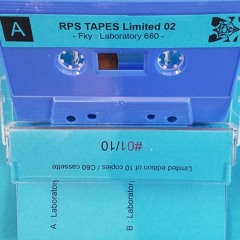 A
RPS TAPES Limited 02
- Fky : Laboratory 660 -
#01/10
Limited edition of 10 copies / C60 cassette
A : Laboratory
B : Laboratory